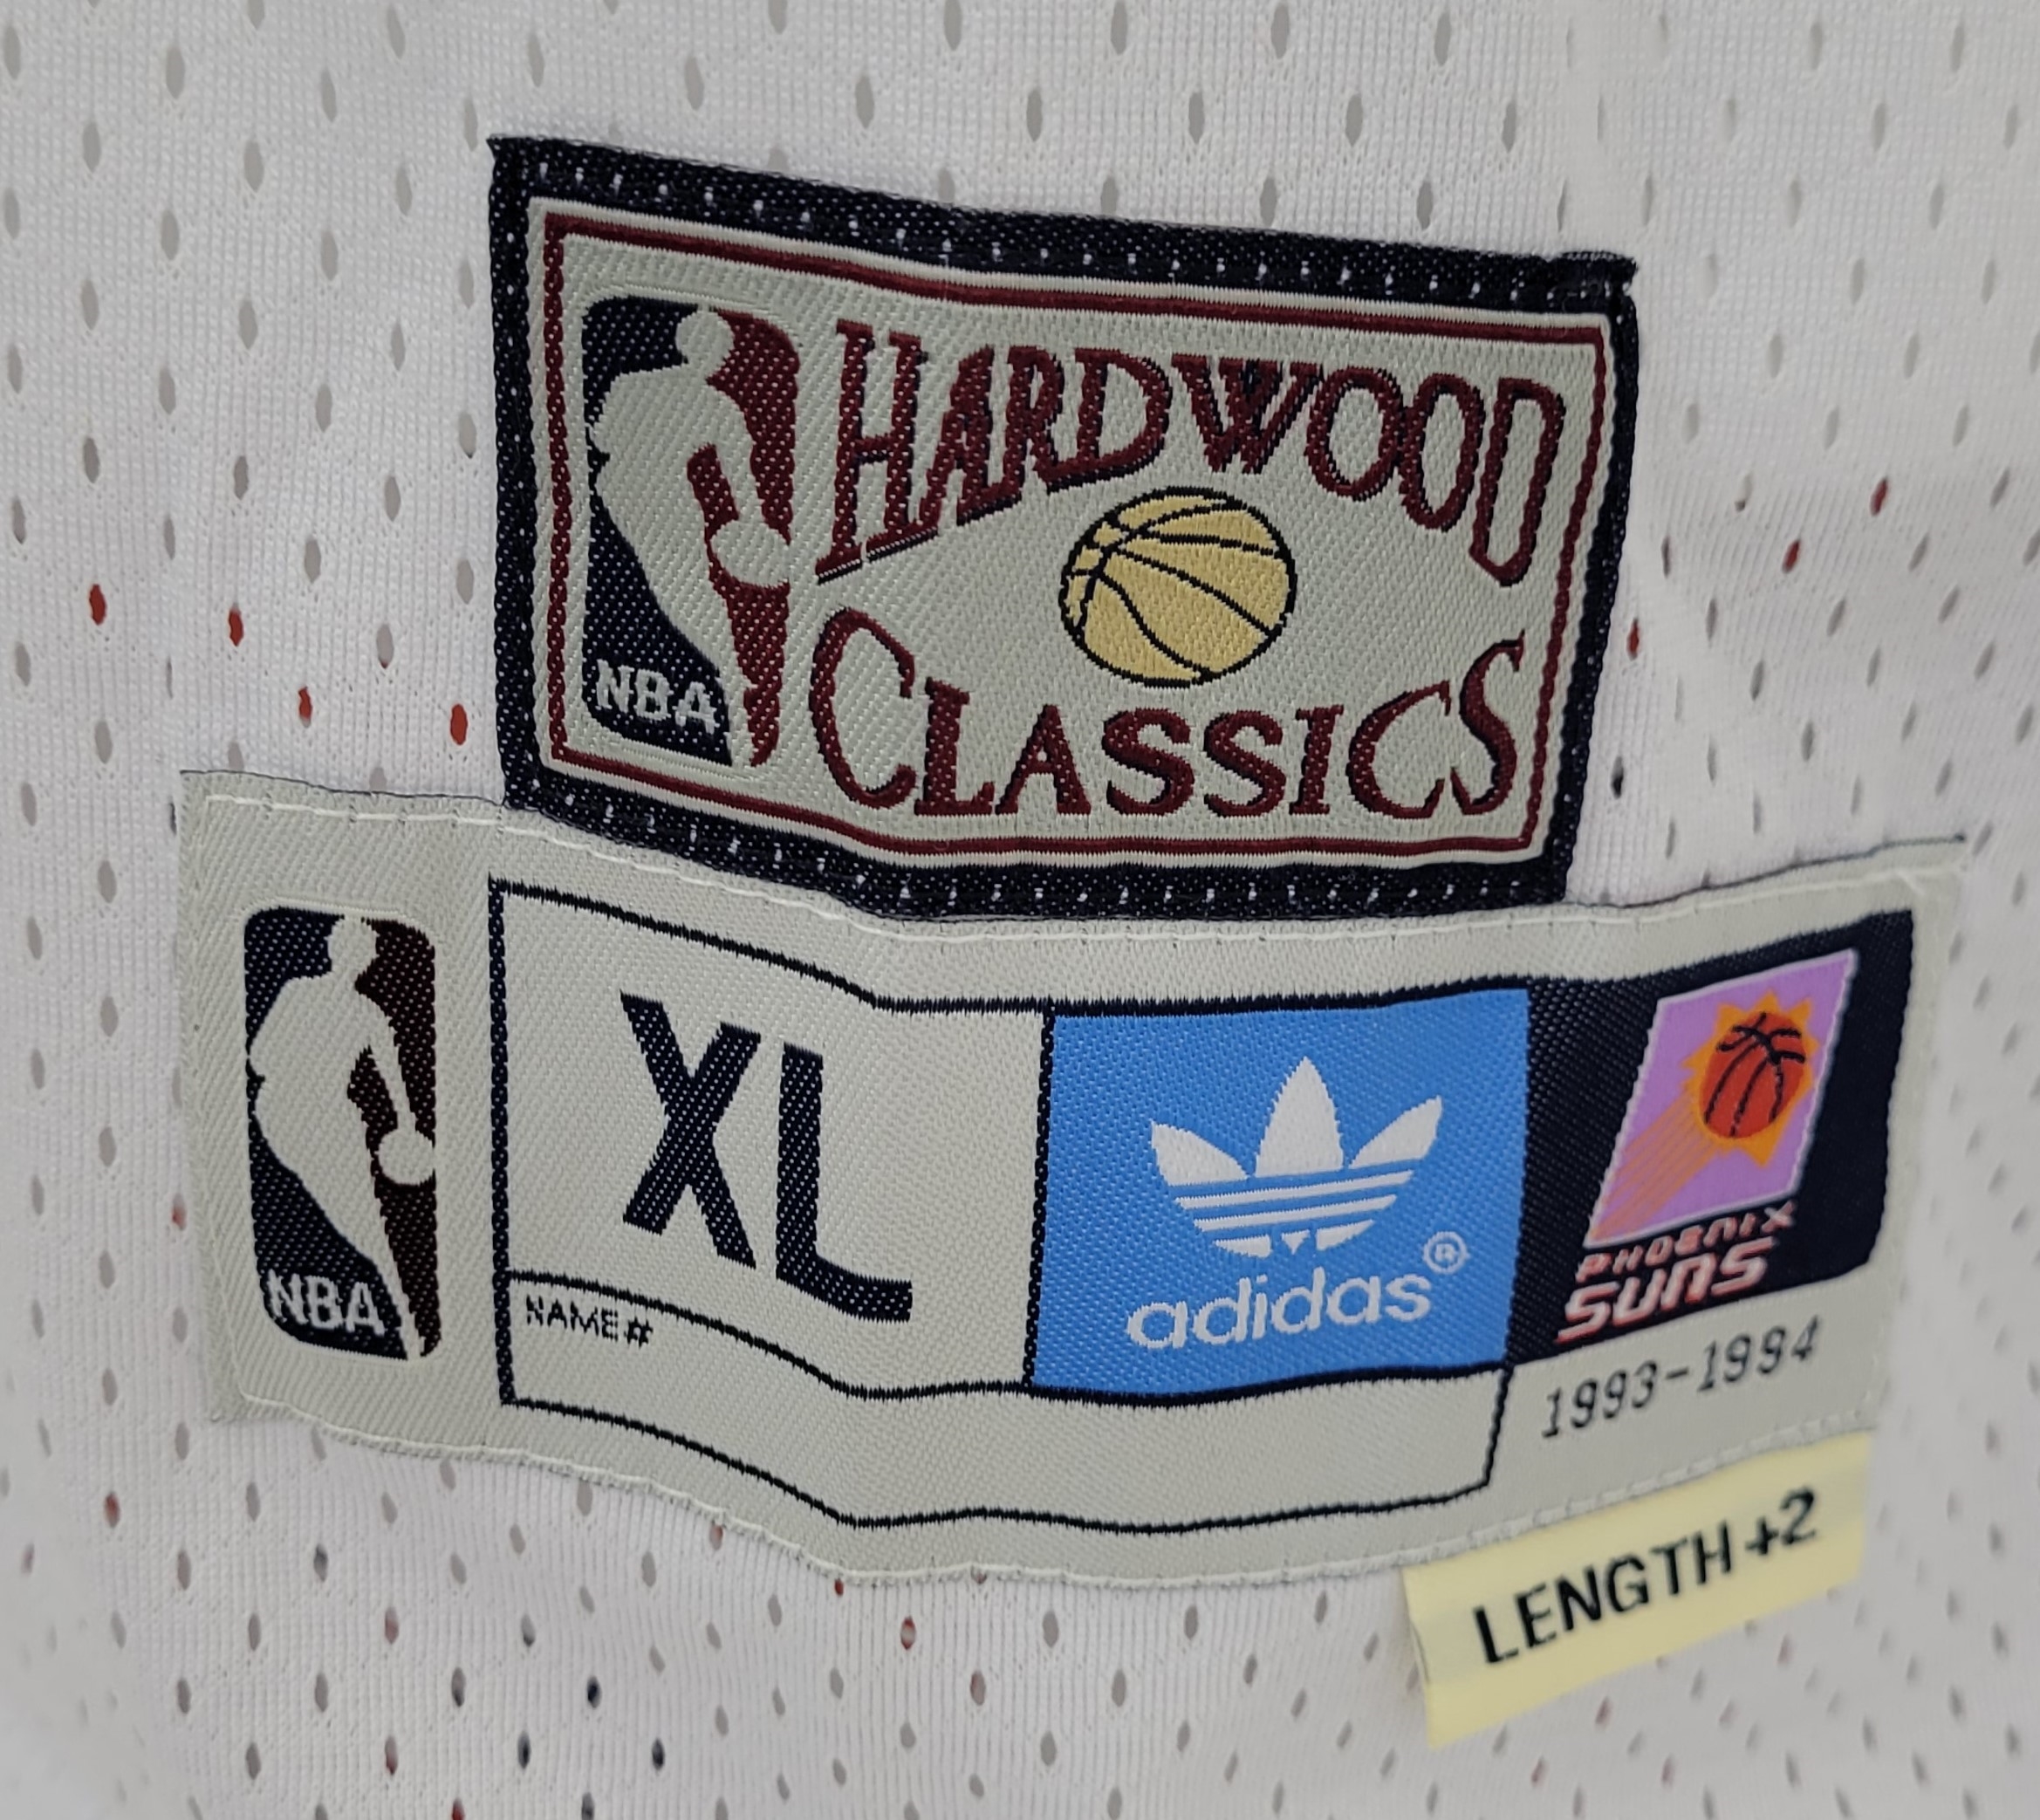 HARDWOOD
CLASSICS
NBA
NBA
XL
NAME#
adidas®
PHOENIX
SUNS
1993-1994
LENGTH +2